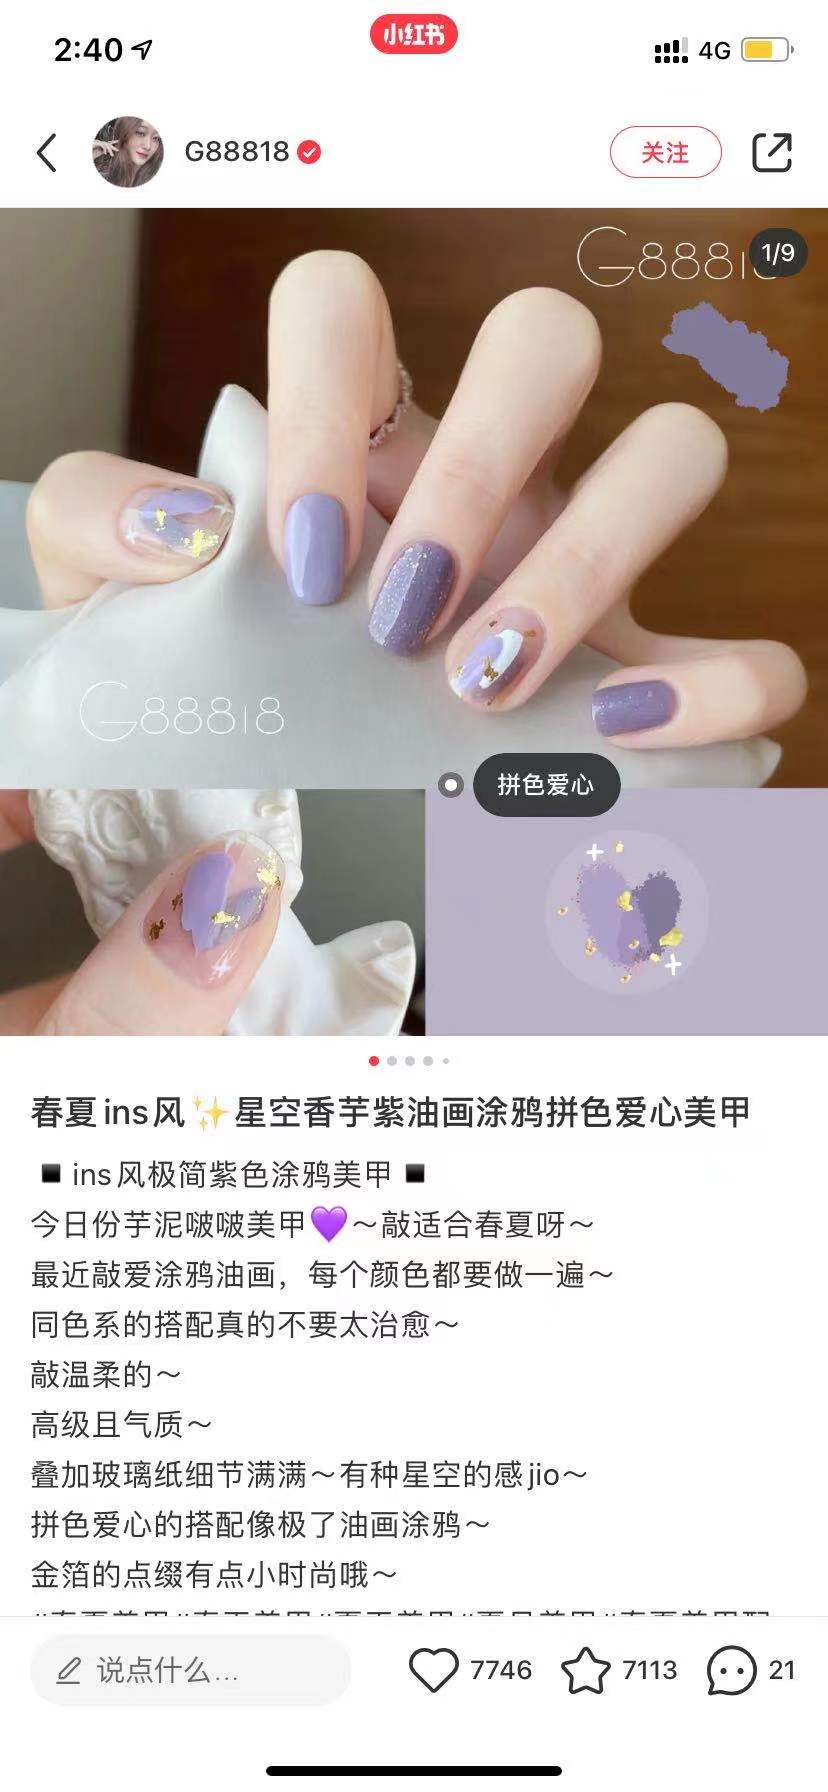 2:40
小红书
4G
G88818
关注
G88818
1/9
G88818
拼色爱心
春夏ins风✨星空香芋紫油画涂鸦拼色爱心美甲
◾ins风极简紫色涂鸦美甲◾
今日份芋泥啵啵美甲💜～敲适合春夏呀～
最近敲爱涂鸦油画，每个颜色都要做一遍～
同色系的搭配真的不要太治愈～
敲温柔的～
高级且气质～
叠加玻璃纸细节满满～有种星空的感jio～
拼色爱心的搭配像极了油画涂鸦～
金箔的点缀有点小时尚哦～
说点什么...
7746
7113
21